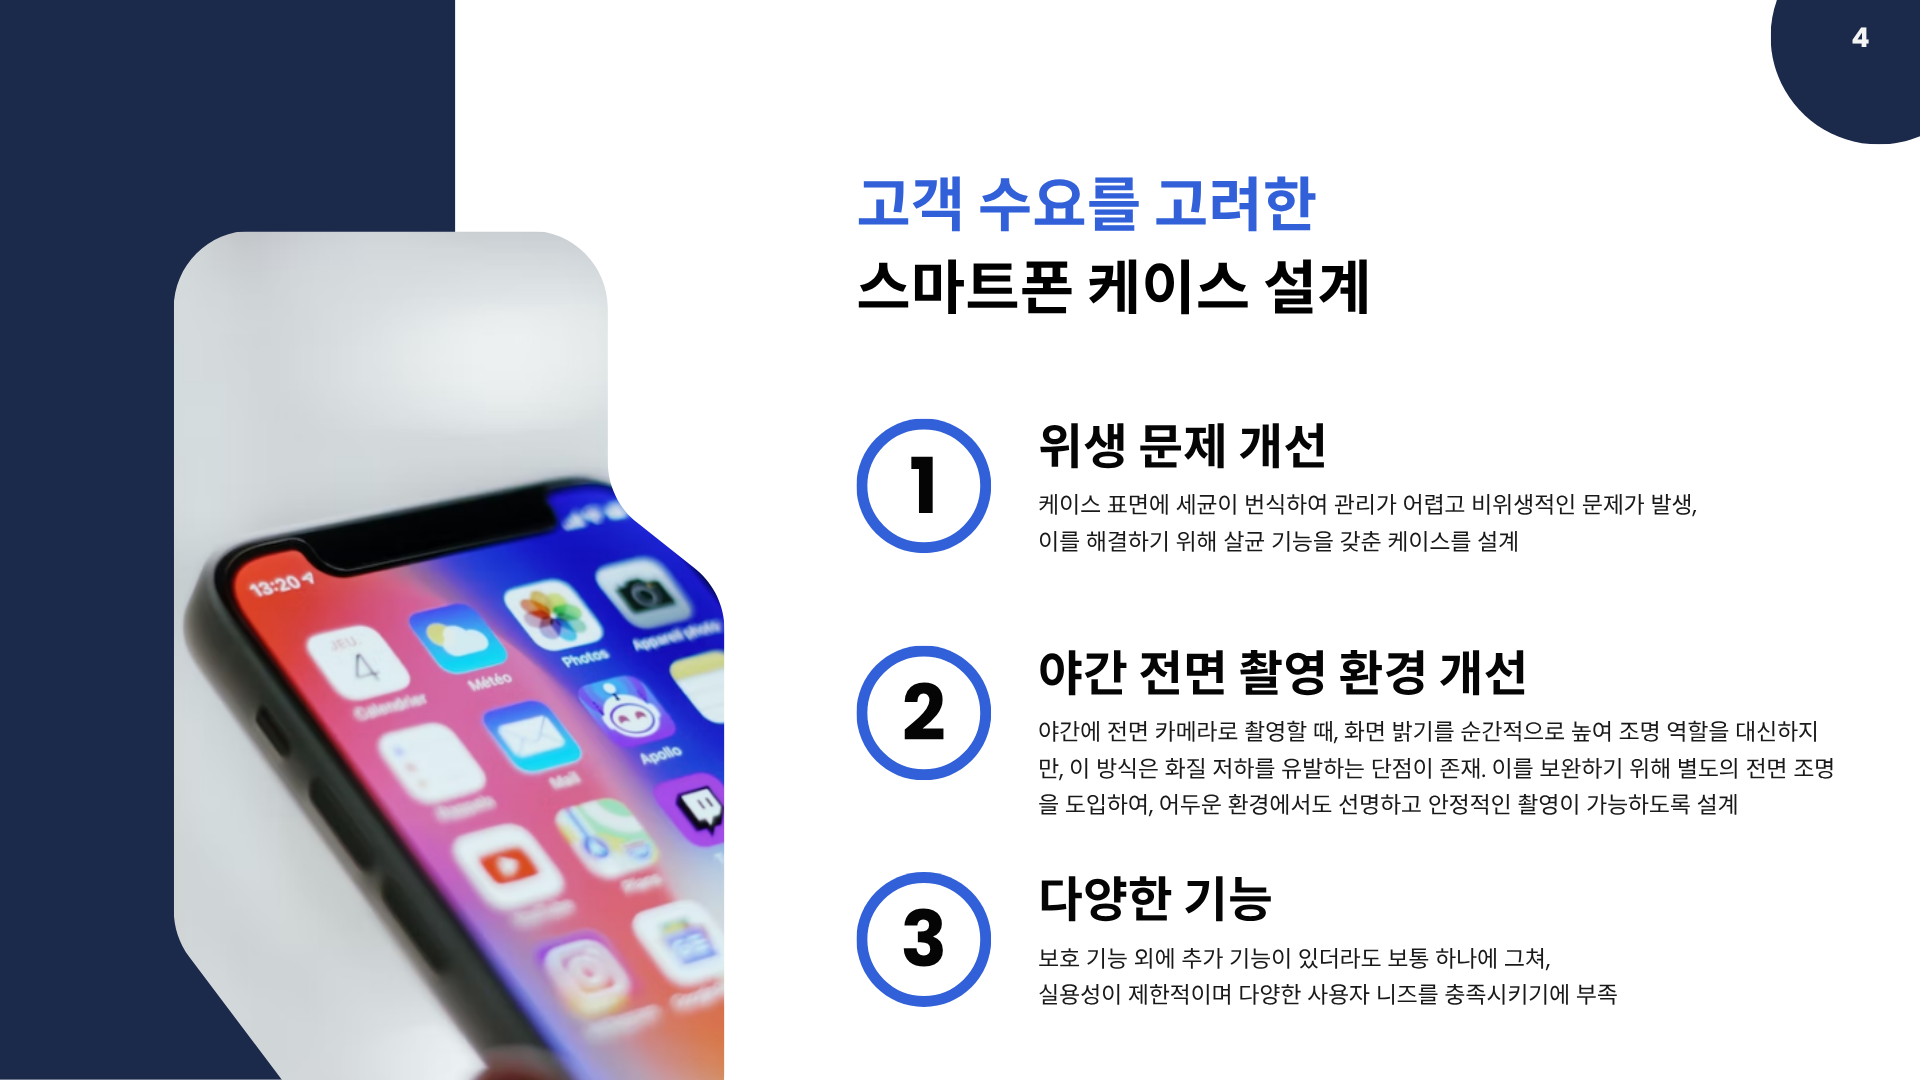 4
고객 수요를 고려한
스마트폰 케이스 설계
1
위생 문제 개선
케이스 표면에 세균이 번식하여 관리가 어렵고 비위생적인 문제가 발생,
이를 해결하기 위해 살균 기능을 갖춘 케이스를 설계
2
야간 전면 촬영 환경 개선
야간에 전면 카메라로 촬영할 때, 화면 밝기를 순간적으로 높여 조명 역할을 대신하지
만, 이 방식은 화질 저하를 유발하는 단점이 존재. 이를 보완하기 위해 별도의 전면 조명
을 도입하여, 어두운 환경에서도 선명하고 안정적인 촬영이 가능하도록 설계
3
다양한 기능
보호 기능 외에 추가 기능이 있더라도 보통 하나에 그쳐,
실용성이 제한적이며 다양한 사용자 니즈를 충족시키기에 부족
13:20
JEU.
4
Calendrier
Météo
Photos
Appareil photo
Mail
Apollo
Plans
YouTube